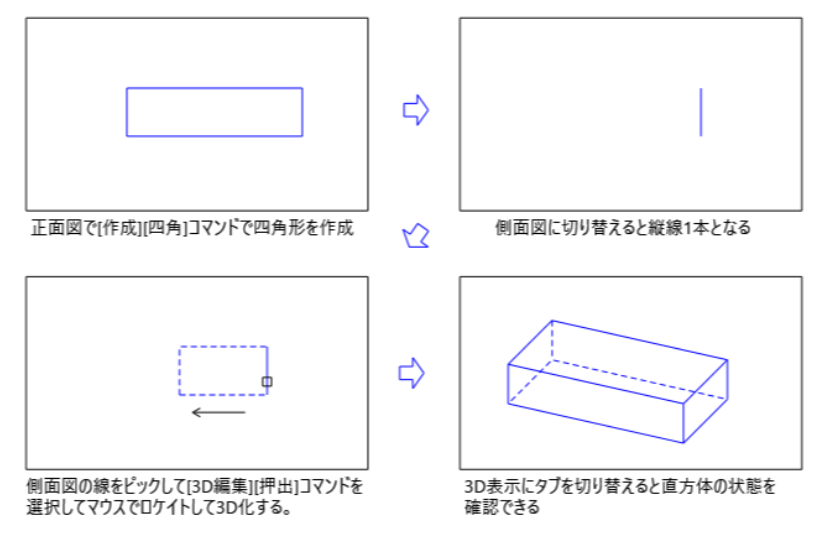 正面図で[作成][四角]コマンドで四角形を作成
側面図に切り替えると縦線1本となる
側面図の線をピックして[3D編集][押出]コマンドを
選択してマウスでロケイトして3D化する。
3D表示にタブを切り替えると直方体の状態を
確認できる